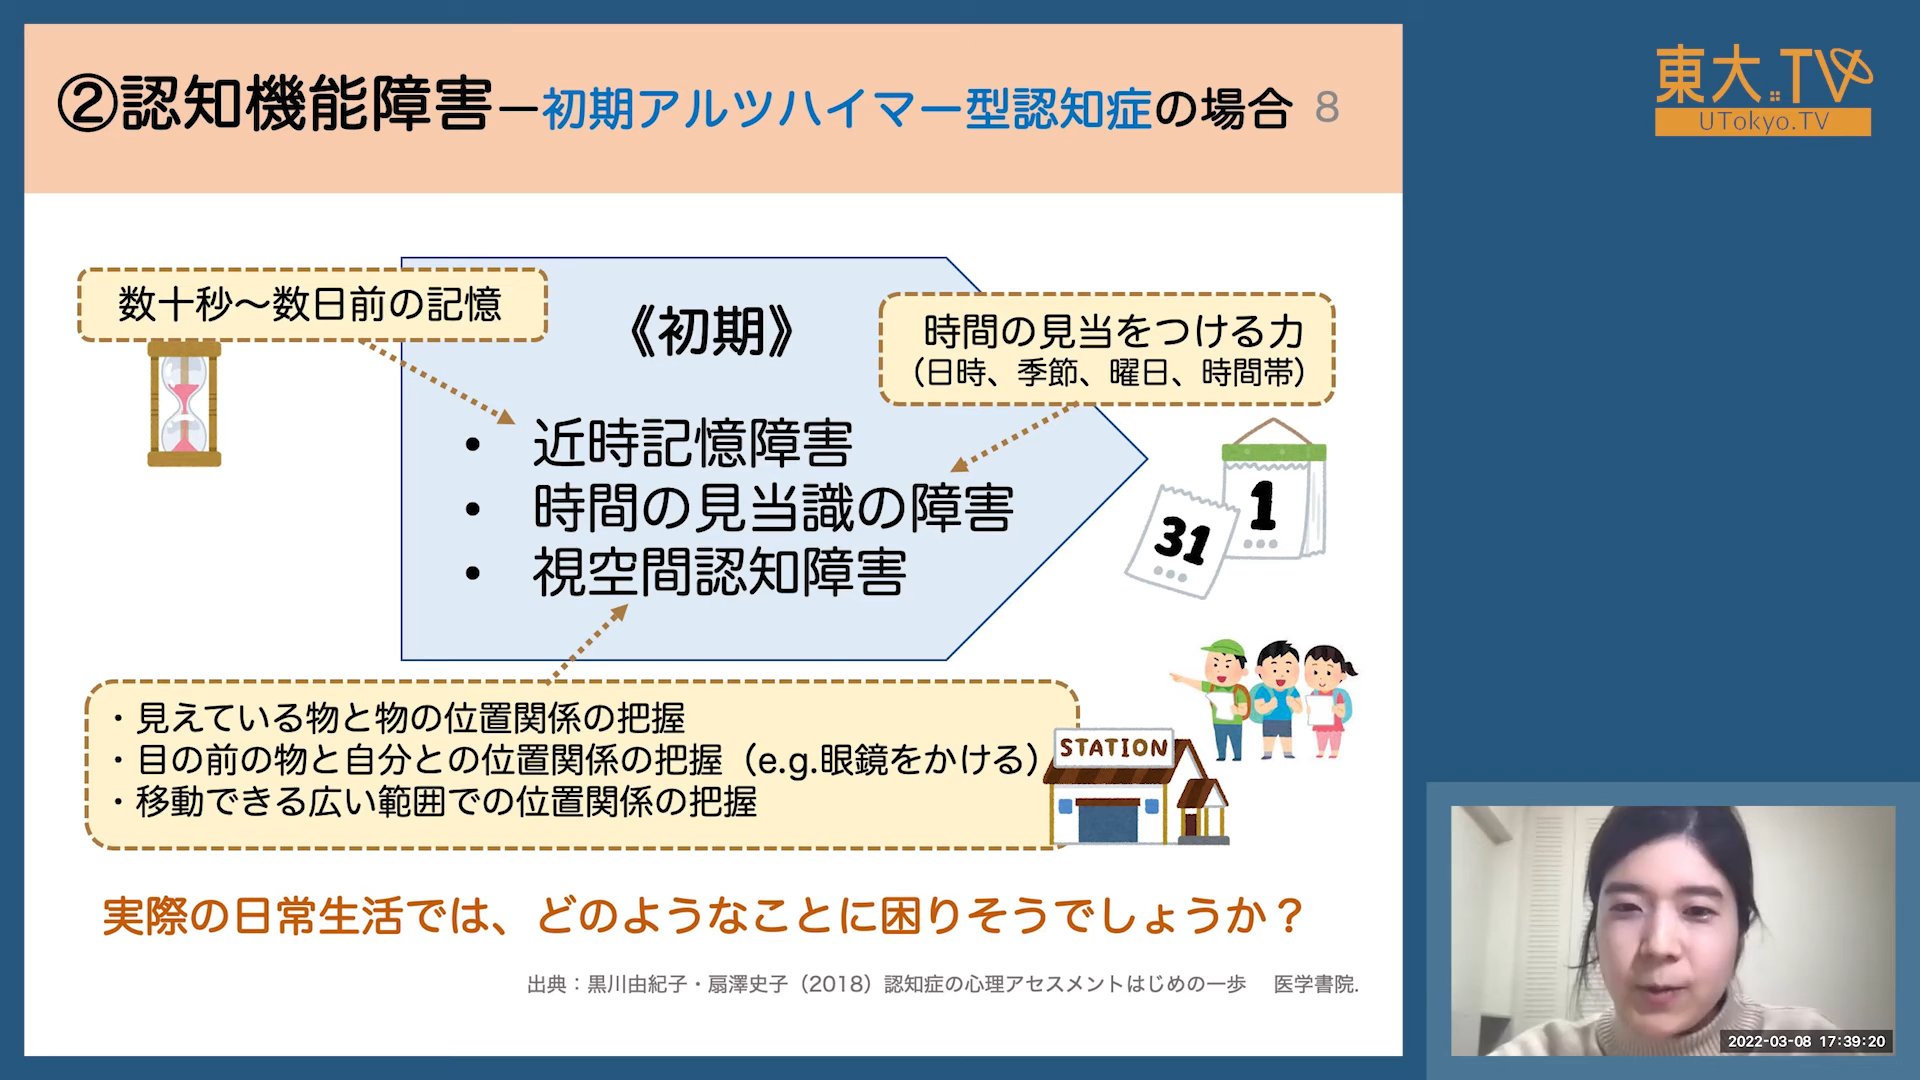 ②認知機能障害ー初期アルツハイマー型認知症の場合 8
東大.TV
UTokyo.TV
数十秒〜数日前の記憶
《初期》
時間の見当をつける力
（日時、季節、曜日、時間帯）
• 近時記憶障害
• 時間の見当識の障害
• 視空間認知障害
1
31
・見えている物と物の位置関係の把握
・目の前の物と自分との位置関係の把握（e.g.眼鏡をかける）
・移動できる広い範囲での位置関係の把握
STATION
実際の日常生活では、どのようなことに困りそうでしょうか？
出典：黒川由紀子・扇澤史子（2018）認知症の心理アセスメントはじめの一歩　医学書院.
2022-03-08 17:39:20